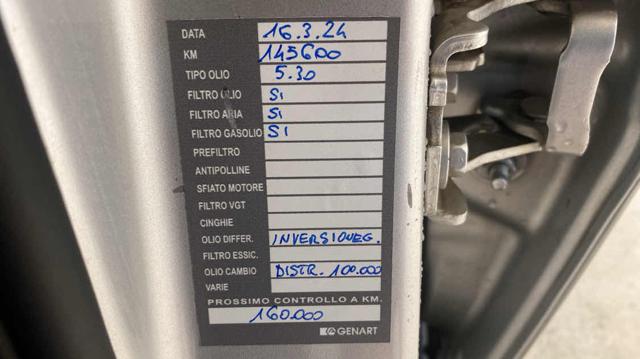 DATA 16.3.24
KM 145600
TIPO OLIO 5.30
FILTRO OLIO SI
FILTRO ARIA SI
FILTRO GASOLIO SI
PREFILTRO
ANTIPOLLINE
SFIATO MOTORE
FILTRO VGT
CINGHIE
OLIO DIFFER. INVERSIONE G.
FILTRO ESSIC.
OLIO CAMBIO DISTR. 100.000
VARIE
PROSSIMO CONTROLLO A KM.
160.000
GENART